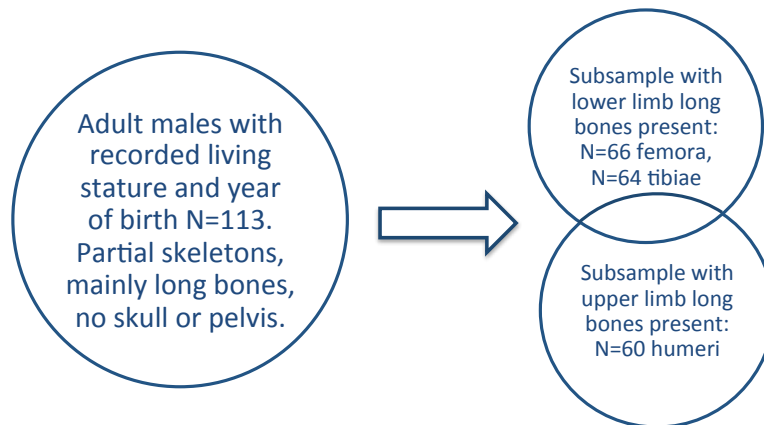 Adult males with
recorded living
stature and year
of birth N=113.
Partial skeletons,
mainly long bones,
no skull or pelvis.
Subsample with
lower limb long
bones present:
N=66 femora,
N=64 tibiae
Subsample with
upper limb long
bones present:
N=60 humeri